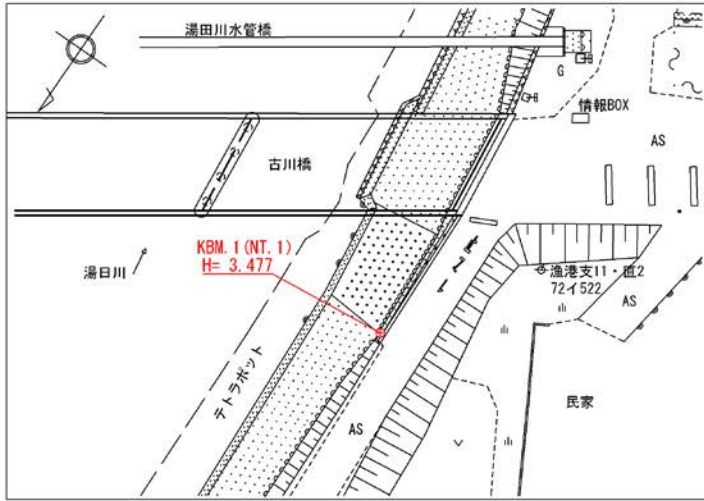 湯田川水管橋
G
情報BOX
AS
古川橋
KBM.1(NT.1)
H= 3.477
湯日川
漁港支11・直2
72イ522
AS
テトラポット
民家
AS